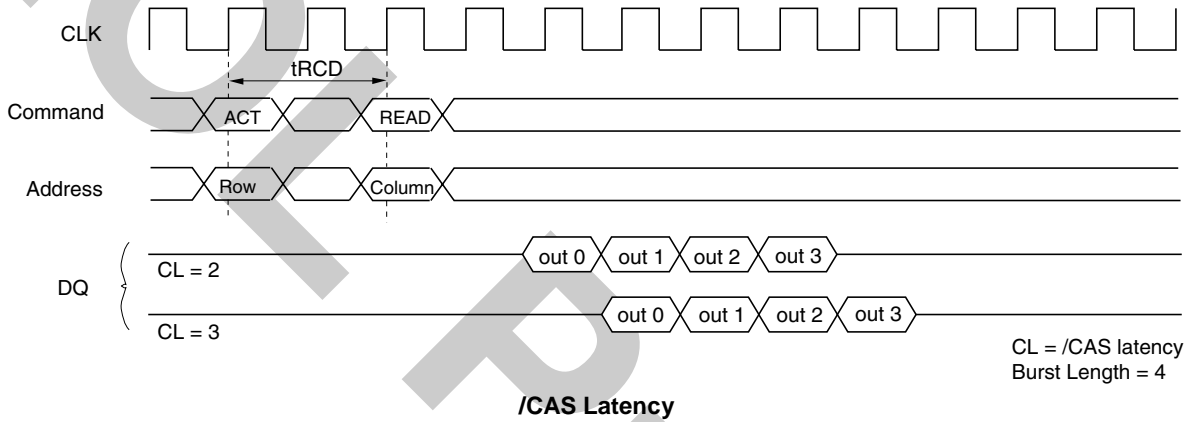 CLK
tRCD
Command
ACT
READ
Address
Row
Column
DQ
CL = 2
out 0
out 1
out 2
out 3
CL = 3
out 0
out 1
out 2
out 3
CL = /CAS latency
Burst Length = 4
/CAS Latency